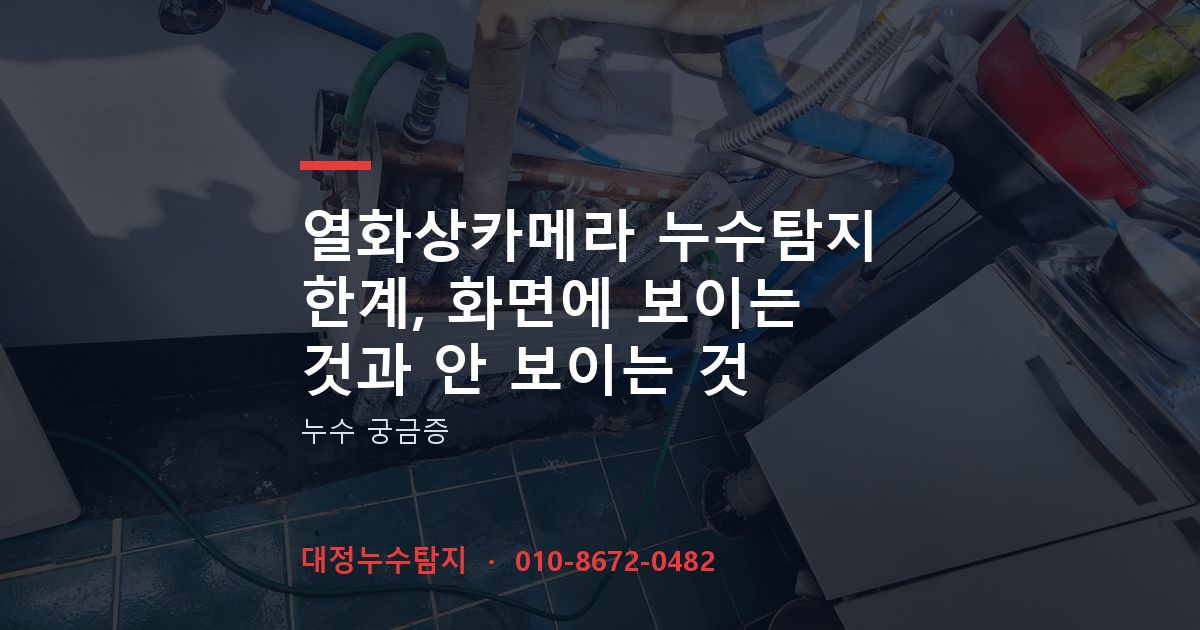 열화상카메라 누수탐지
한계, 화면에 보이는
것과 안 보이는 것
누수 궁금증
대정누수탐지 · 010-8672-0482